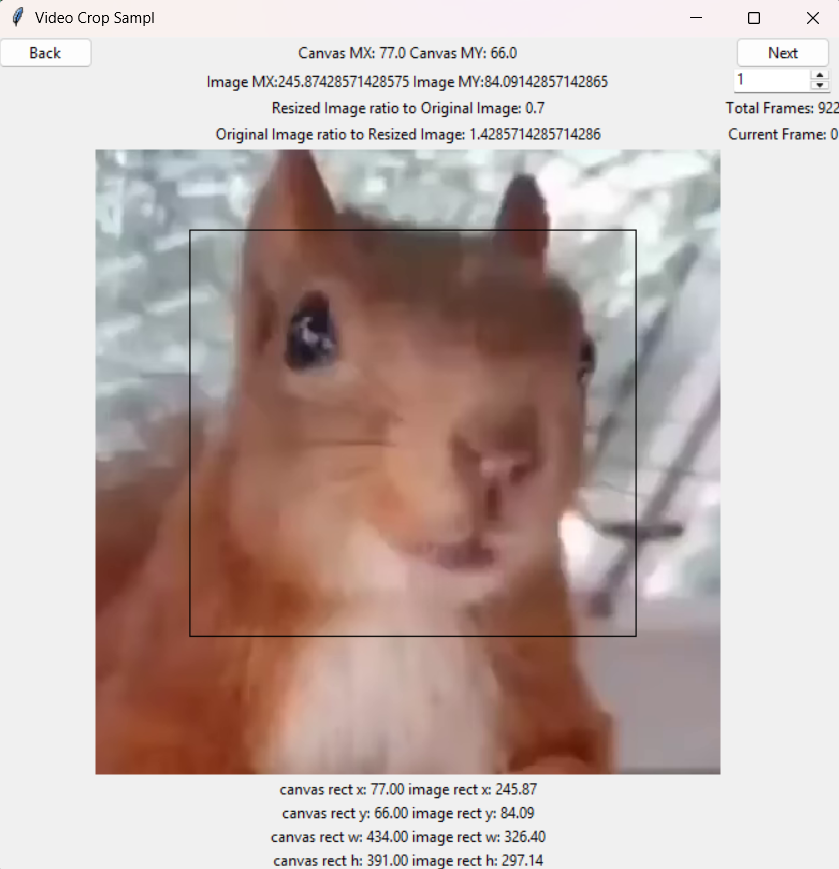 Video Crop Sampl
Back
Canvas MX: 77.0 Canvas MY: 66.0
Next
Image MX:245.87428571428575 Image MY:84.09142857142865
1
Resized Image ratio to Original Image: 0.7
Total Frames: 922
Original Image ratio to Resized Image: 1.4285714285714286
Current Frame: 0
canvas rect x: 77.00 image rect x: 245.87
canvas rect y: 66.00 image rect y: 84.09
canvas rect w: 434.00 image rect w: 326.40
canvas rect h: 391.00 image rect h: 297.14